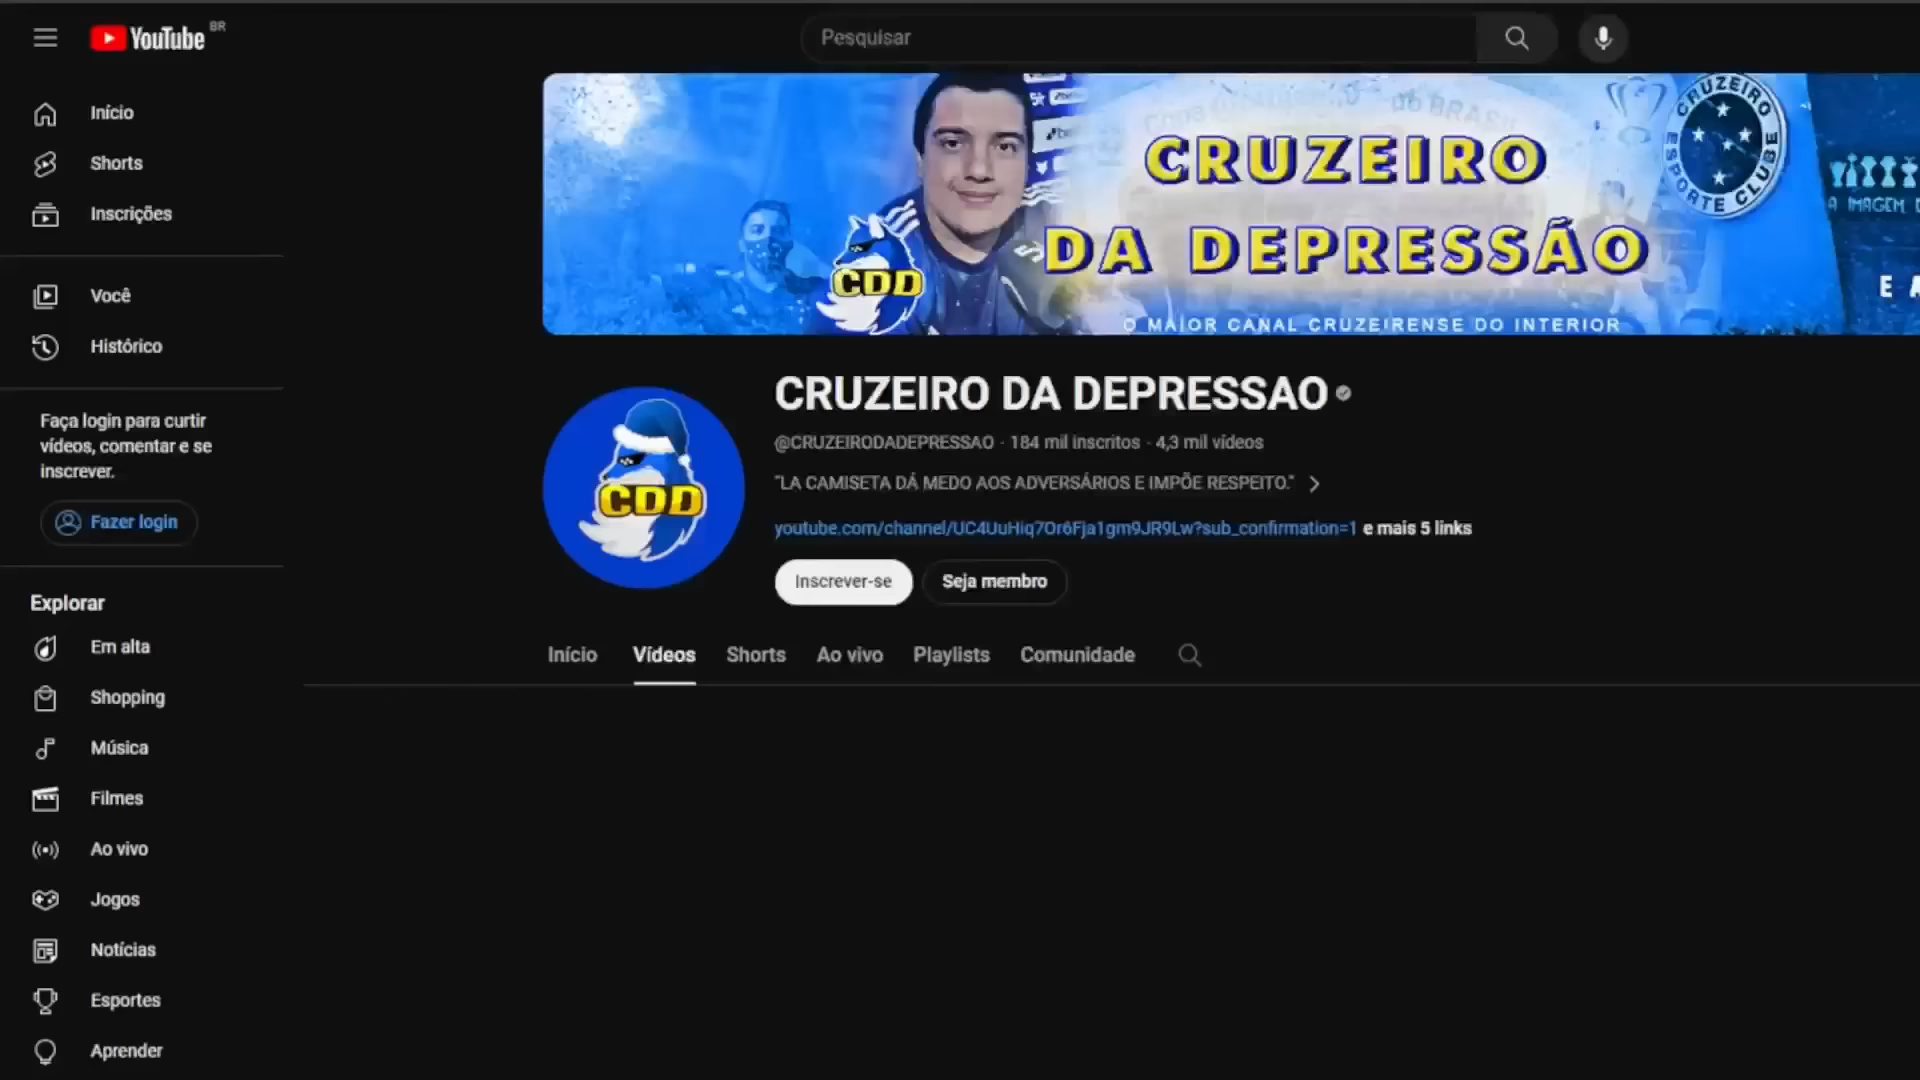 YouTube BR
Pesquisar
Início
Shorts
Inscrições
Você
Histórico
Faça login para curtir
vídeos, comentar e se
inscrever.
Fazer login
Explorar
Em alta
Shopping
Música
Filmes
Ao vivo
Jogos
Notícias
Esportes
Aprender
CRUZEIRO
DA DEPRESSÃO
O MAIOR CANAL CRUZEIRENSE DO INTERIOR
CDD
CRUZEIRO ESPORTE CLUBE
A IMAGEM
E A
CDD
CRUZEIRO DA DEPRESSAO
@CRUZEIRODADEPRESSAO · 184 mil inscritos · 4,3 mil vídeos
"LA CAMISETA DÁ MEDO AOS ADVERSÁRIOS E IMPÕE RESPEITO."
youtube.com/channel/UC4UuHiq7Or6Fja1gm9JR9Lw?sub_confirmation=1 e mais 5 links
Inscrever-se
Seja membro
Início
Vídeos
Shorts
Ao vivo
Playlists
Comunidade